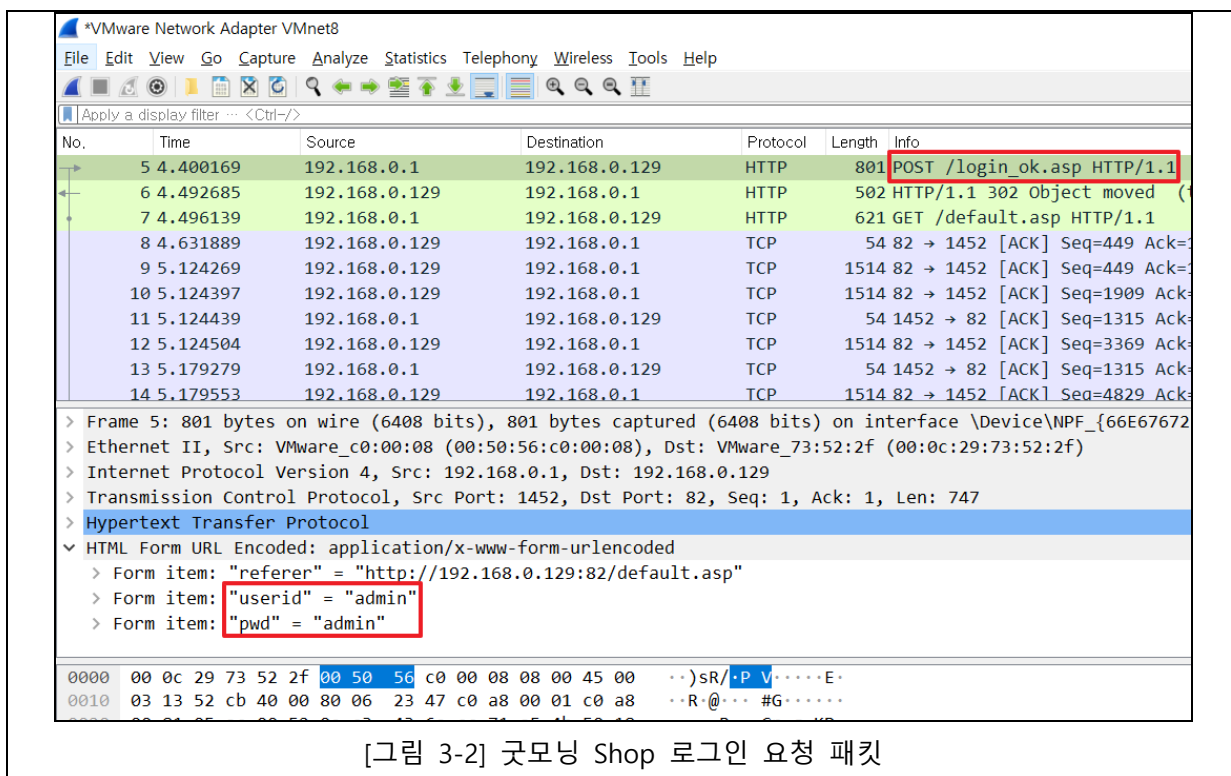 *VMware Network Adapter VMnet8
File Edit View Go Capture Analyze Statistics Telephony Wireless Tools Help
Apply a display filter ... <Ctrl-/>
No. Time Source Destination Protocol Length Info
5 4.400169 192.168.0.1 192.168.0.129 HTTP 801 POST /login_ok.asp HTTP/1.1
6 4.492685 192.168.0.129 192.168.0.1 HTTP 502 HTTP/1.1 302 Object moved (
7 4.496139 192.168.0.1 192.168.0.129 HTTP 621 GET /default.asp HTTP/1.1
8 4.631889 192.168.0.129 192.168.0.1 TCP 54 82 → 1452 [ACK] Seq=449 Ack=1
9 5.124269 192.168.0.129 192.168.0.1 TCP 1514 82 → 1452 [ACK] Seq=449 Ack=1
10 5.124397 192.168.0.129 192.168.0.1 TCP 1514 82 → 1452 [ACK] Seq=1909 Ack=
11 5.124439 192.168.0.1 192.168.0.129 TCP 54 1452 → 82 [ACK] Seq=1315 Ack=
12 5.124504 192.168.0.129 192.168.0.1 TCP 1514 82 → 1452 [ACK] Seq=3369 Ack=
13 5.179279 192.168.0.1 192.168.0.129 TCP 54 1452 → 82 [ACK] Seq=1315 Ack=
14 5.179553 192.168.0.129 192.168.0.1 TCP 1514 82 → 1452 [ACK] Seq=4829 Ack=
> Frame 5: 801 bytes on wire (6408 bits), 801 bytes captured (6408 bits) on interface \Device\NPF_{66E67672
> Ethernet II, Src: VMware_c0:00:08 (00:50:56:c0:00:08), Dst: VMware_73:52:2f (00:0c:29:73:52:2f)
> Internet Protocol Version 4, Src: 192.168.0.1, Dst: 192.168.0.129
> Transmission Control Protocol, Src Port: 1452, Dst Port: 82, Seq: 1, Ack: 1, Len: 747
> Hypertext Transfer Protocol
HTML Form URL Encoded: application/x-www-form-urlencoded
> Form item: "referer" = "http://192.168.0.129:82/default.asp"
> Form item: "userid" = "admin"
> Form item: "pwd" = "admin"
0000 00 0c 29 73 52 2f 00 50 56 c0 00 08 08 00 45 00 ··)sR/·P V·····E·
0010 03 13 52 cb 40 00 80 06 23 47 c0 a8 00 01 c0 a8 ··R·@··· #G······
[그림 3-2] 굿모닝 Shop 로그인 요청 패킷